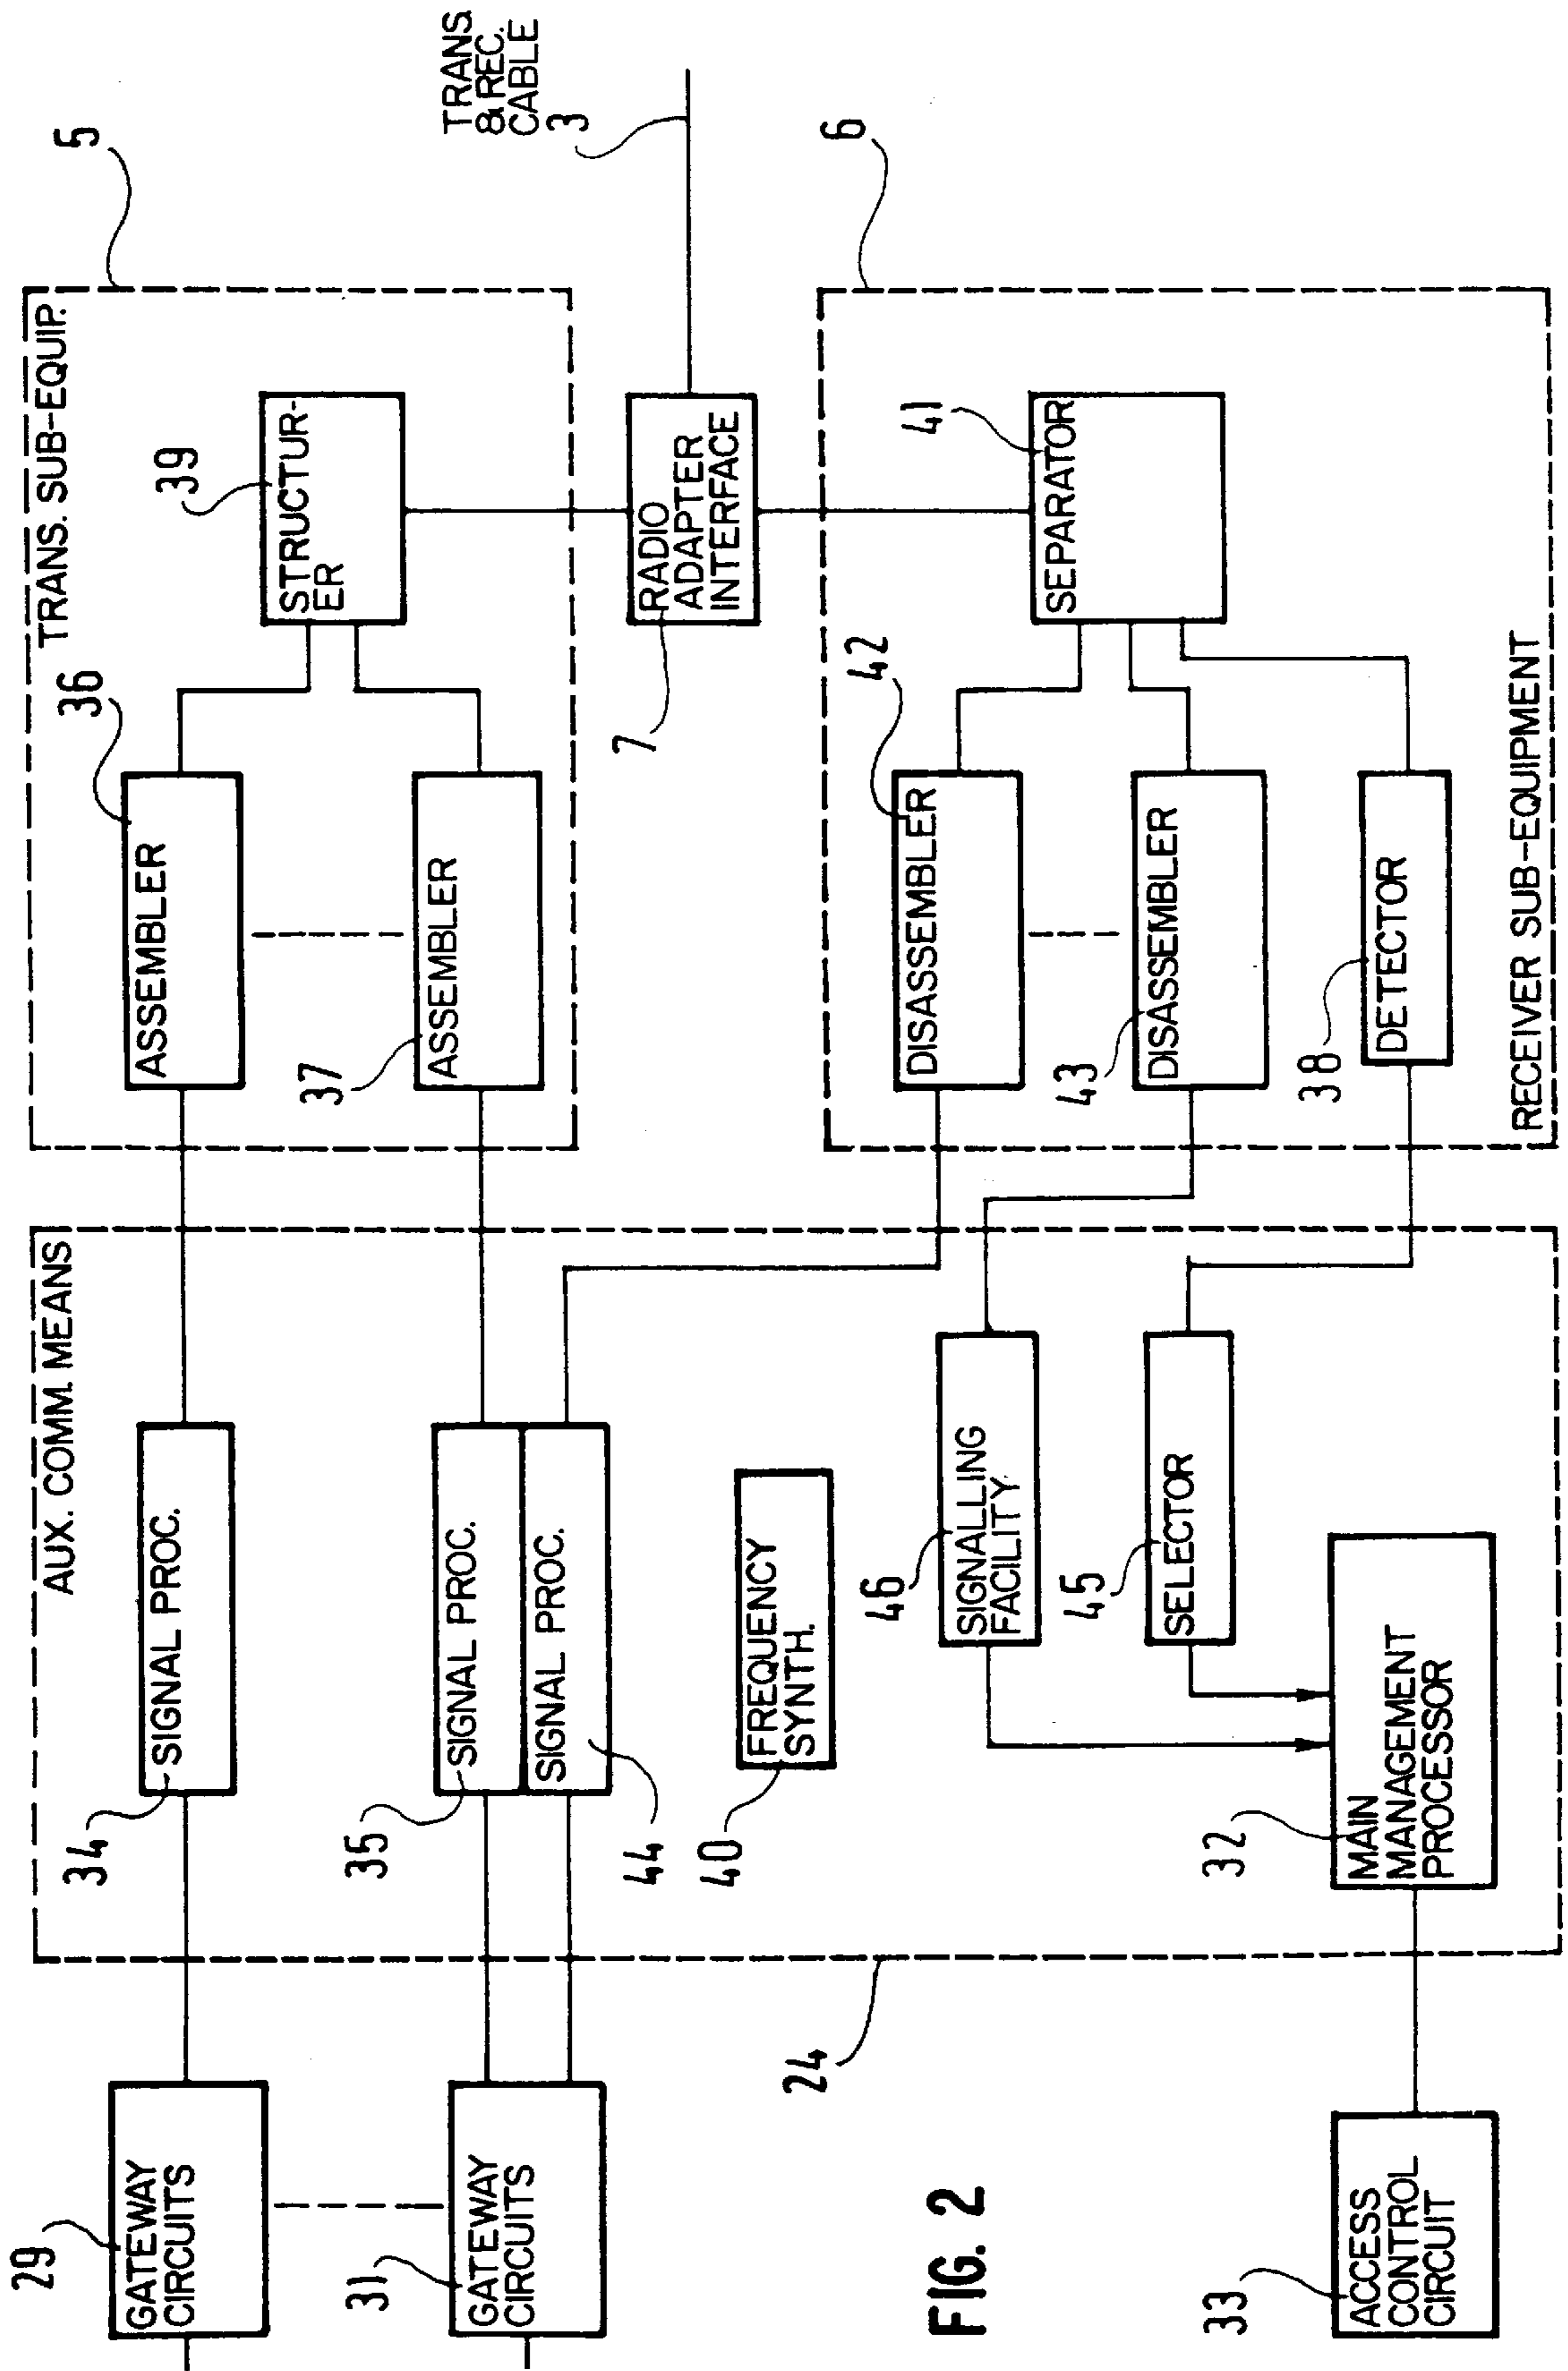 TRANS.
& REC.
CABLE
3
5
TRANS. SUB-EQUIP.
39
STRUCTUR-
ER
36
ASSEMBLER
37
ASSEMBLER
RADIO
ADAPTER
INTERFACE
7
6
41
SEPARATOR
42
DISASSEMBLER
43
DISASSEMBLER
38
DETECTOR
RECEIVER SUB-EQUIPMENT
AUX. COMM. MEANS
SIGNAL PROC.
34
SIGNAL PROC.
35
SIGNAL PROC.
44
FREQUENCY
SYNTH.
40
SIGNALLING
FACILITY
46
SELECTOR
45
MAIN
MANAGEMENT
PROCESSOR
32
24
GATEWAY
CIRCUITS
29
GATEWAY
CIRCUITS
31
ACCESS
CONTROL
CIRCUIT
33
FIG. 2